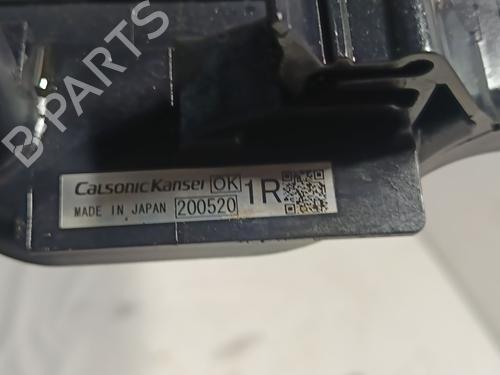 B-PARTS
CalsonicKansei OK 1R
MADE IN JAPAN 200520